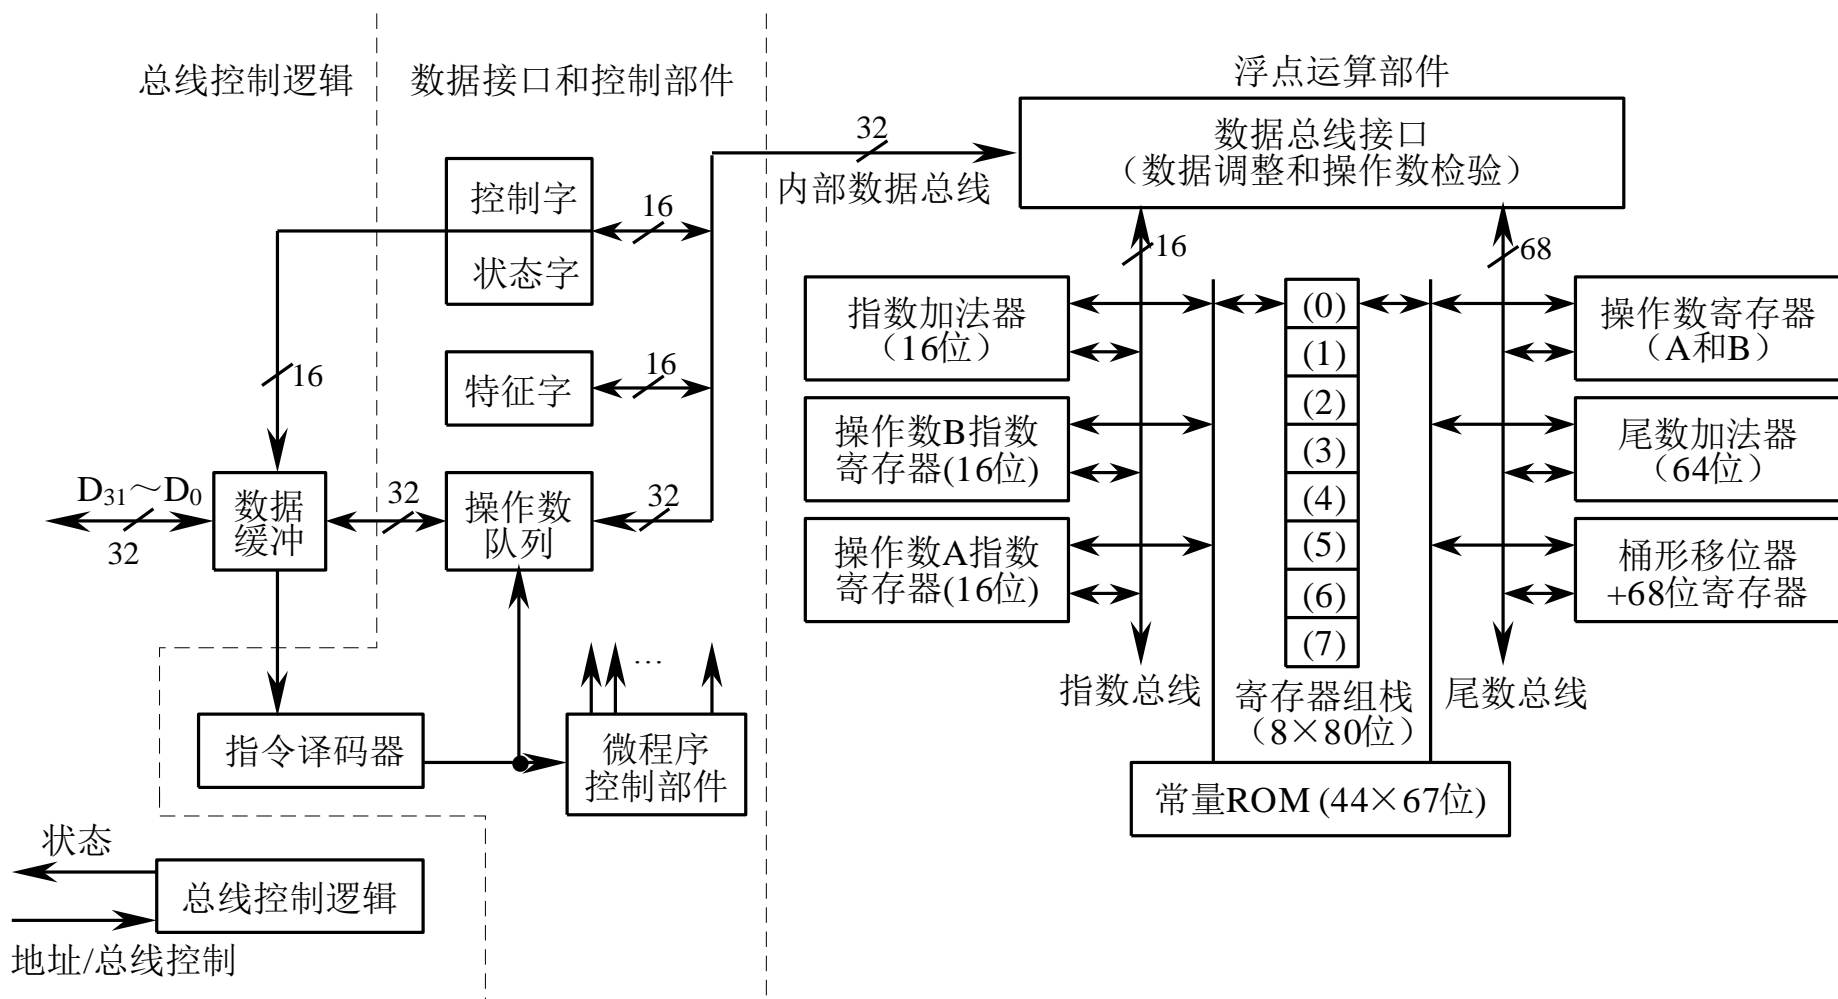 总线控制逻辑
数据接口和控制部件
浮点运算部件
数据总线接口
（数据调整和操作数检验）
32
内部数据总线
控制字
状态字
16
16
特征字
16
D31～D0
32
数据
缓冲
32
操作数
队列
32
指令译码器
…
微程序
控制部件
状态
总线控制逻辑
地址/总线控制
16
68
指数加法器
（16位）
操作数B指数
寄存器(16位)
操作数A指数
寄存器(16位)
(0)
(1)
(2)
(3)
(4)
(5)
(6)
(7)
操作数寄存器
（A和B）
尾数加法器
（64位）
桶形移位器
+68位寄存器
指数总线
寄存器组栈
（8×80位）
尾数总线
常量ROM (44×67位)